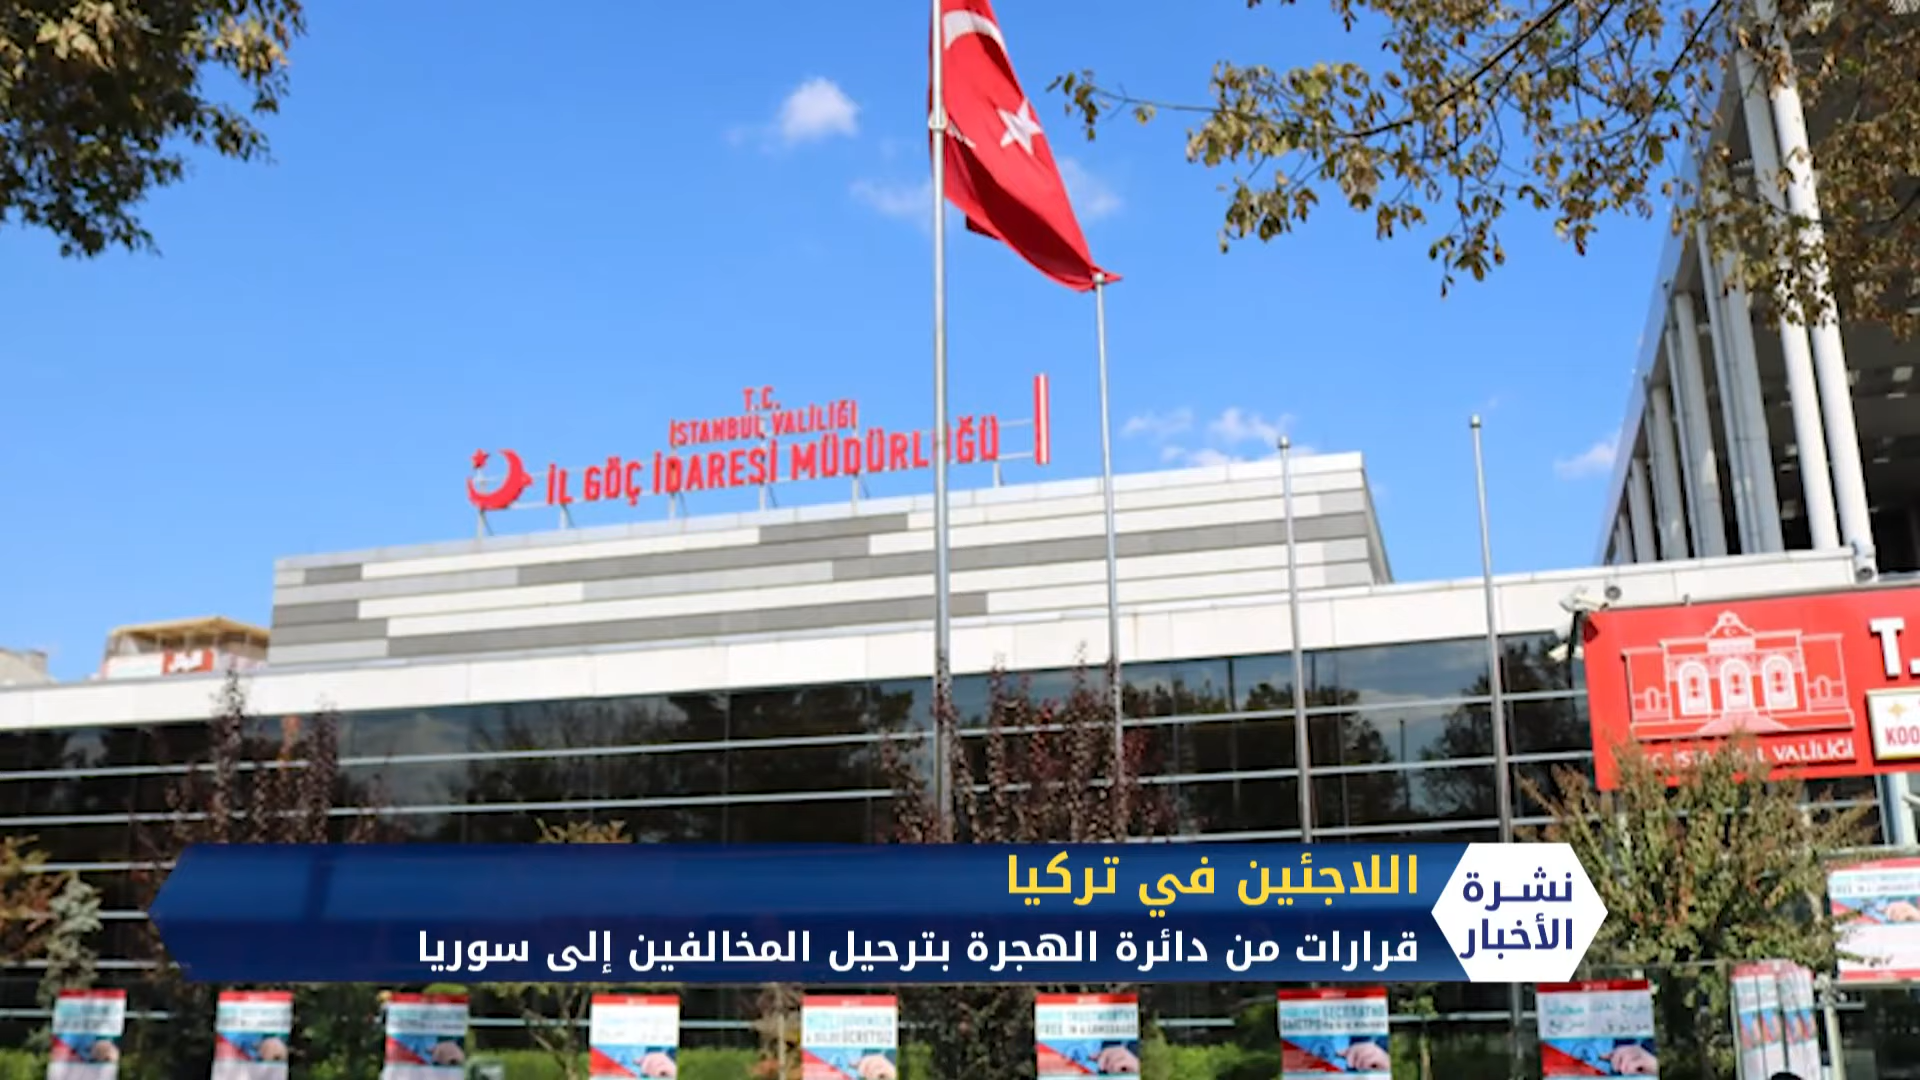 T.C.
İSTANBUL VALİLİĞİ
İL GÖÇ İDARESİ MÜDÜRLÜĞÜ
T.
T.C. İSTANBUL VALİLİĞİ
KOO
اللاجئين في تركيا
قرارات من دائرة الهجرة بترحيل المخالفين إلى سوريا
نشرة
الأخبار